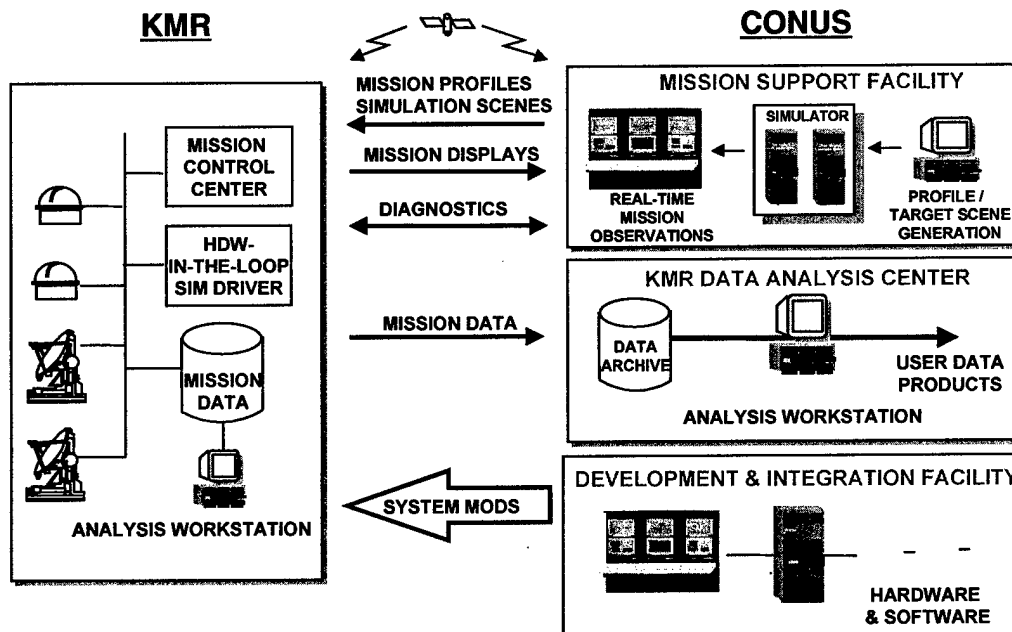 KMR
CONUS
MISSION PROFILES
SIMULATION SCENES
MISSION DISPLAYS
DIAGNOSTICS
MISSION DATA
SYSTEM MODS
MISSION
CONTROL
CENTER
HDW-
IN-THE-LOOP
SIM DRIVER
MISSION
DATA
ANALYSIS WORKSTATION
MISSION SUPPORT FACILITY
SIMULATOR
REAL-TIME
MISSION
OBSERVATIONS
PROFILE /
TARGET SCENE
GENERATION
KMR DATA ANALYSIS CENTER
DATA
ARCHIVE
USER DATA
PRODUCTS
ANALYSIS WORKSTATION
DEVELOPMENT & INTEGRATION FACILITY
HARDWARE
& SOFTWARE